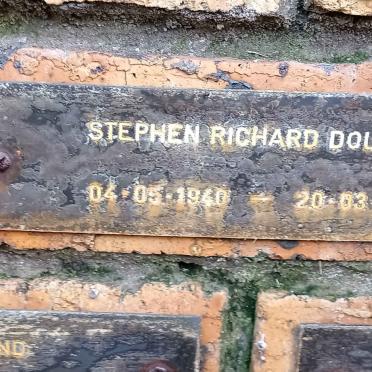 STEPHEN RICHARD DOU
04·05·1940 — 20·03
ND